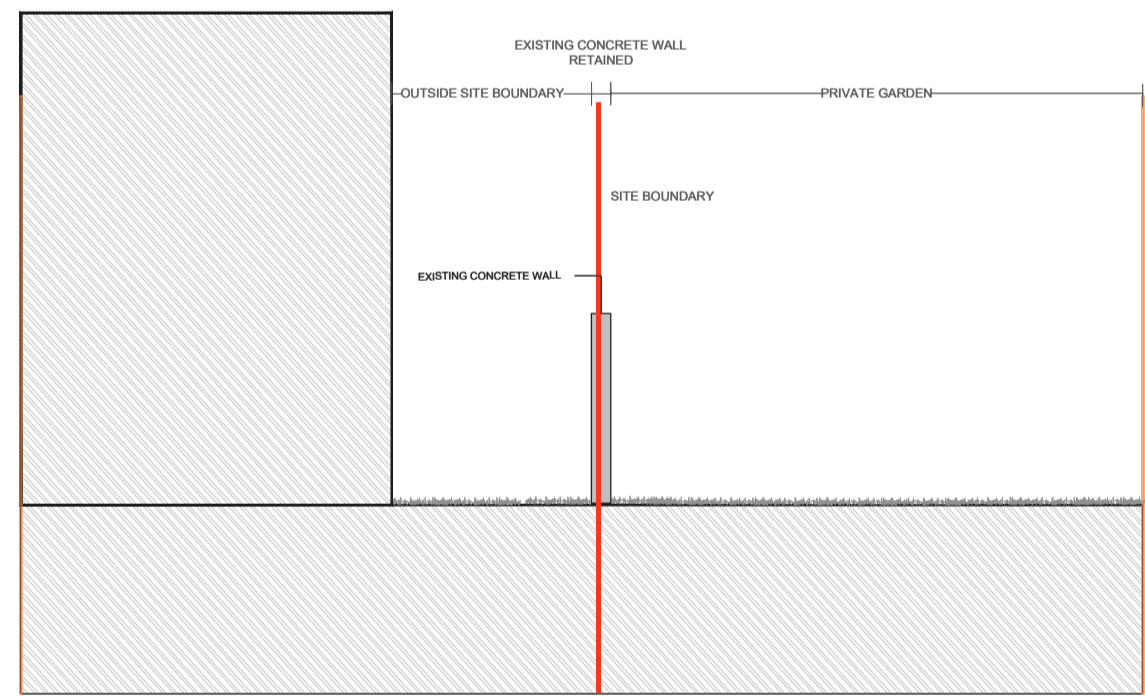 EXISTING CONCRETE WALL
RETAINED
OUTSIDE SITE BOUNDARY
PRIVATE GARDEN
SITE BOUNDARY
EXISTING CONCRETE WALL